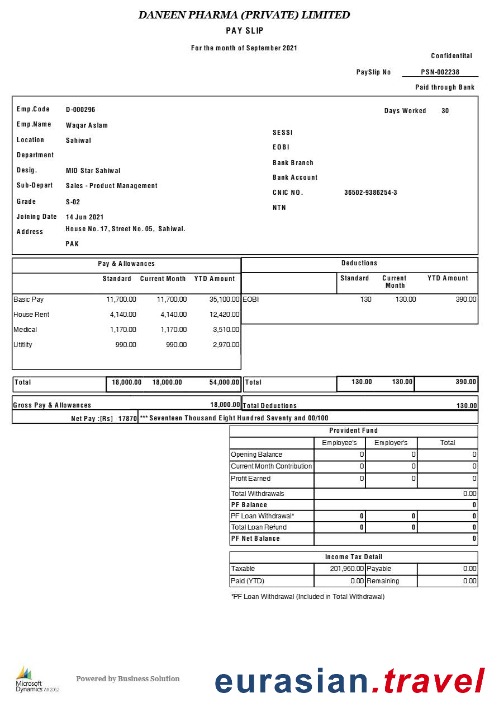 DANEEN PHARMA (PRIVATE) LIMITED
PAY SLIP
For the month of September 2021
Confidentital
PaySlip No PSN-002238
Paid through Bank
Emp.Code D-000296 Days Worked 30
Emp.Name Waqar Aslam
Location Sahiwal
Department
Desig. MIO Star Sahiwal
Sub-Depart Sales - Product Management
Grade S-02
Joining Date 14 Jun 2021
Address House No. 17, Street No. 05, Sahiwal.
PAK
SESSI
EOBI
Bank Branch
Bank Account
CNIC NO. 36502-9386254-3
NTN
Pay & Allowances Deductions
Standard Current Month YTD Amount Standard Current Month YTD Amount
Basic Pay 11,700.00 11,700.00 35,100.00 EOBI 130 130.00 390.00
House Rent 4,140.00 4,140.00 12,420.00
Medical 1,170.00 1,170.00 3,510.00
Utitlity 990.00 990.00 2,970.00
Total 18,000.00 18,000.00 54,000.00 Total 130.00 130.00 390.00
Gross Pay & Allowances 18,000.00 Total Deductions 130.00
Net Pay :[Rs] 17870 *** Seventeen Thousand Eight Hundred Seventy and 00/100
Provident Fund
Employee's Employer's Total
Opening Balance 0 0 0
Current Month Contribution 0 0 0
Profit Earned 0 0 0
Total Withdrawals 0.00
PF Balance 0
PF Loan Withdrawal* 0 0 0
Total Loan Refund 0 0 0
PF Net Balance 0
Income Tax Detail
Taxable 201,960.00 Payable 0.00
Paid (YTD) 0.00 Remaining 0.00
*PF Loan Withdrawal (Included in Total Withdrawal)
Microsoft
Dynamics
Powered by Business Solution
eurasian.travel